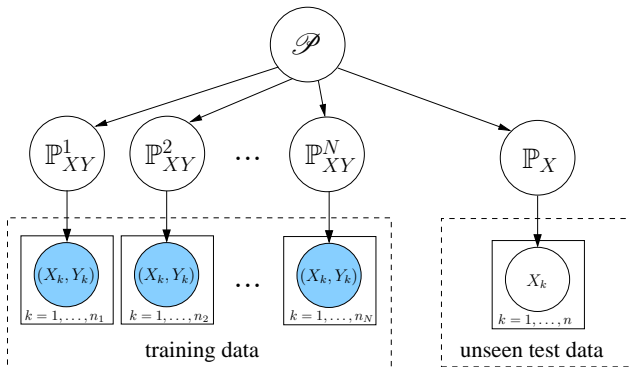 𝒫
ℙ¹_XY ℙ²_XY ... ℙᴺ_XY ℙ_X
(X_k, Y_k) (X_k, Y_k) ... (X_k, Y_k) X_k
k = 1, . . . , n_1 k = 1, . . . , n_2 k = 1, . . . , n_N k = 1, . . . , n
training data unseen test data